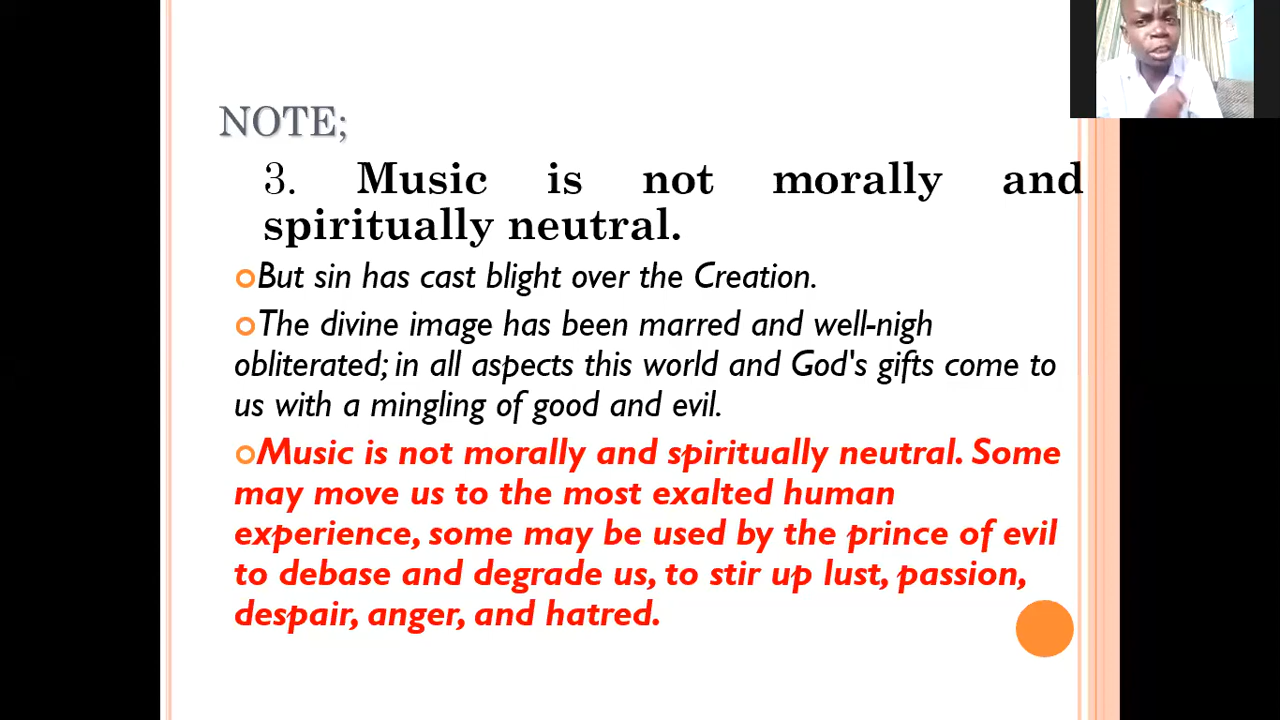 NOTE;
3. Music is not morally and
spiritually neutral.
But sin has cast blight over the Creation.
The divine image has been marred and well-nigh
obliterated; in all aspects this world and God's gifts come to
us with a mingling of good and evil.
Music is not morally and spiritually neutral. Some
may move us to the most exalted human
experience, some may be used by the prince of evil
to debase and degrade us, to stir up lust, passion,
despair, anger, and hatred.